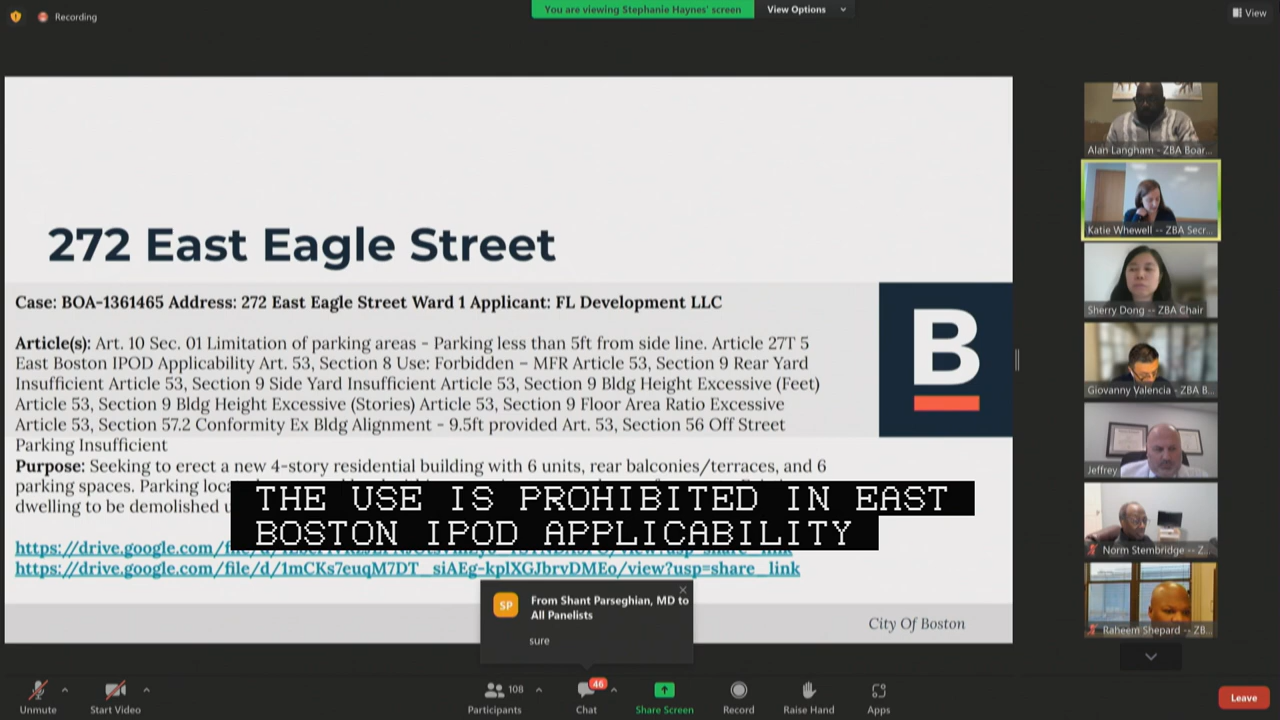 Recording
You are viewing Stephanie Haynes' screen
View Options
View
272 East Eagle Street
Case: BOA-1361465 Address: 272 East Eagle Street Ward 1 Applicant: FL Development LLC
Article(s): Art. 10 Sec. 01 Limitation of parking areas - Parking less than 5ft from side line. Article 27T 5
East Boston IPOD Applicability Art. 53, Section 8 Use: Forbidden – MFR Article 53, Section 9 Rear Yard
Insufficient Article 53, Section 9 Side Yard Insufficient Article 53, Section 9 Bldg Height Excessive (Feet)
Article 53, Section 9 Bldg Height Excessive (Stories) Article 53, Section 9 Floor Area Ratio Excessive
Article 53, Section 57.2 Conformity Ex Bldg Alignment - 9.5ft provided Art. 53, Section 56 Off Street
Parking Insufficient
Purpose: Seeking to erect a new 4-story residential building with 6 units, rear balconies/terraces, and 6
parking spaces. Parking
dwelling to be demolished
THE USE IS PROHIBITED IN EAST
BOSTON IPOD APPLICABILITY
https://drive.google.com/
https://drive.google.com/file/d/1mCKs7euqM7DT_siAEg-kplXGJbrvDMEo/view?usp=share_link
B
City Of Boston
SP
From Shant Parseghian, MD to
All Panelists
sure
Alan Langham - ZBA Boar...
Katie Whewell -- ZBA Secr...
Sherry Dong -- ZBA Chair
Giovanny Valencia - ZBA B...
Jeffrey
Norm Stembridge -- Z...
Raheem Shepard -- ZB...
Unmute
Start Video
108
Participants
46
Chat
Share Screen
Record
Raise Hand
Apps
Leave